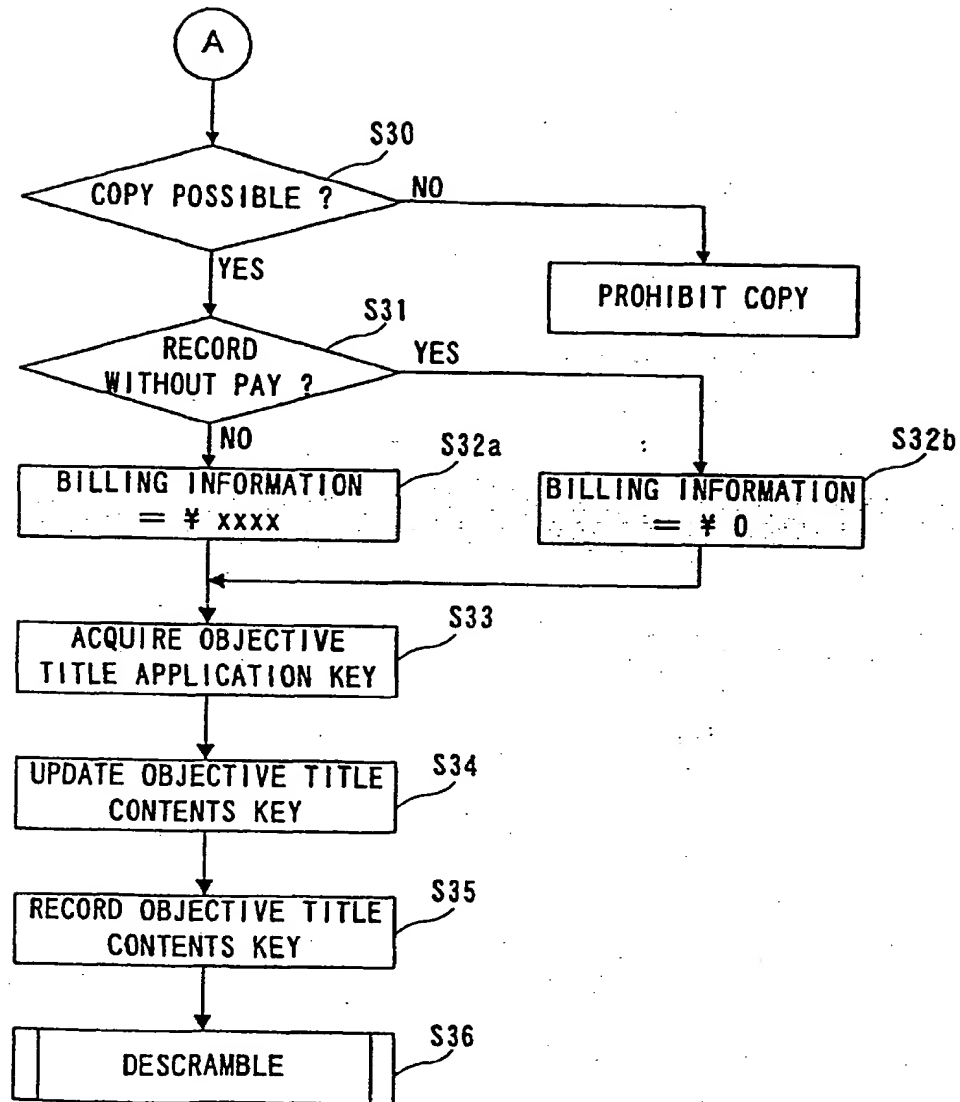 A
S30
COPY POSSIBLE ?
NO
YES
PROHIBIT COPY
S31
RECORD
WITHOUT PAY ?
YES
NO
S32a
BILLING INFORMATION
= ¥ xxxx
S32b
BILLING INFORMATION
= ¥ 0
S33
ACQUIRE OBJECTIVE
TITLE APPLICATION KEY
S34
UPDATE OBJECTIVE TITLE
CONTENTS KEY
S35
RECORD OBJECTIVE TITLE
CONTENTS KEY
S36
DESCRAMBLE